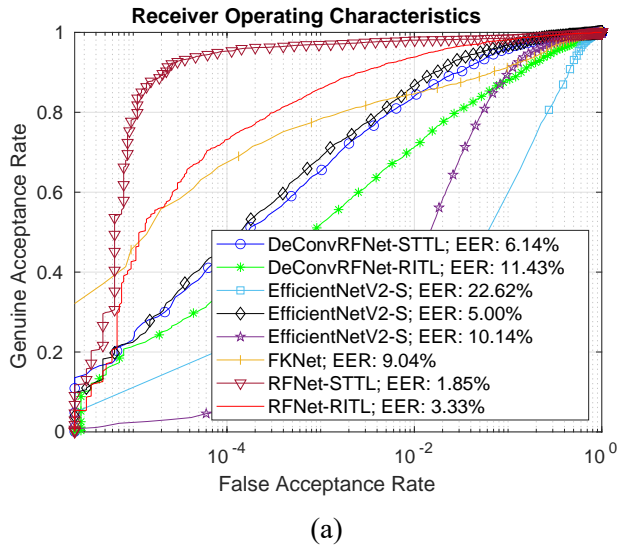 Receiver Operating Characteristics
1
0.8
0.6
0.4
0.2
0
Genuine Acceptance Rate
DeConvRFNet-STTL; EER: 6.14%
DeConvRFNet-RITL; EER: 11.43%
EfficientNetV2-S; EER: 22.62%
EfficientNetV2-S; EER: 5.00%
EfficientNetV2-S; EER: 10.14%
FKNet; EER: 9.04%
RFNet-STTL; EER: 1.85%
RFNet-RITL; EER: 3.33%
10⁻⁴ 10⁻² 10⁰
False Acceptance Rate
(a)